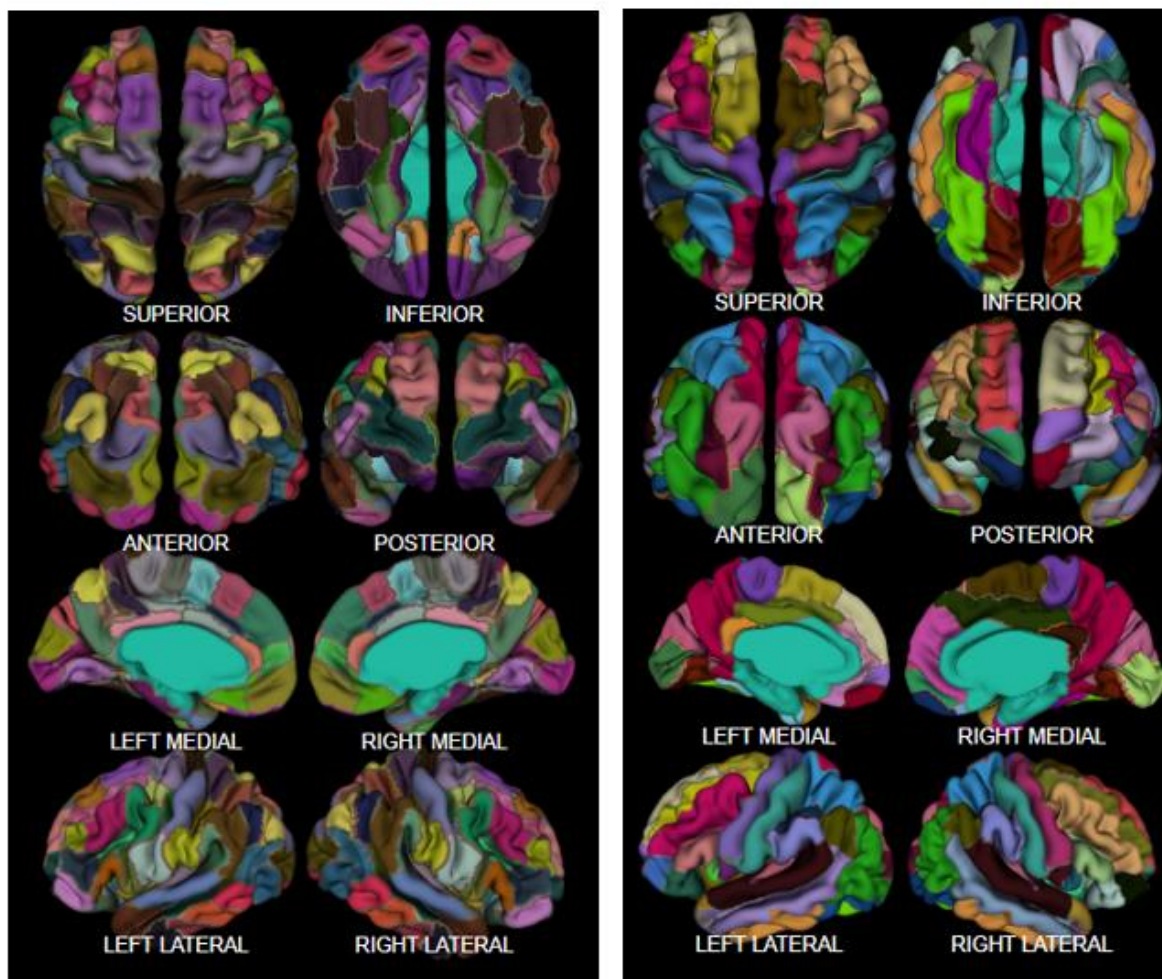 SUPERIOR INFERIOR
ANTERIOR POSTERIOR
LEFT MEDIAL RIGHT MEDIAL
LEFT LATERAL RIGHT LATERAL
SUPERIOR INFERIOR
ANTERIOR POSTERIOR
LEFT MEDIAL RIGHT MEDIAL
LEFT LATERAL RIGHT LATERAL